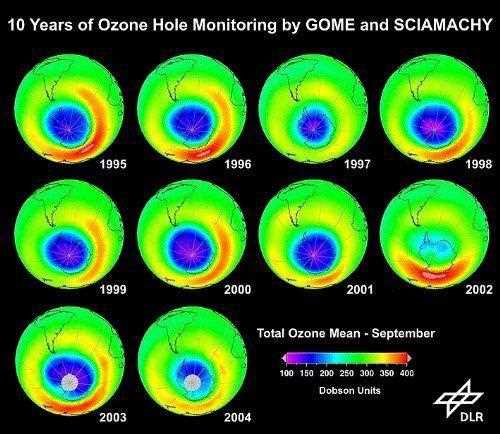 10 Years of Ozone Hole Monitoring by GOME and SCIAMACHY
1995
1996
1997
1998
1999
2000
2001
2002
2003
2004
Total Ozone Mean - September
100 150 200 250 300 350 400
Dobson Units
DLR